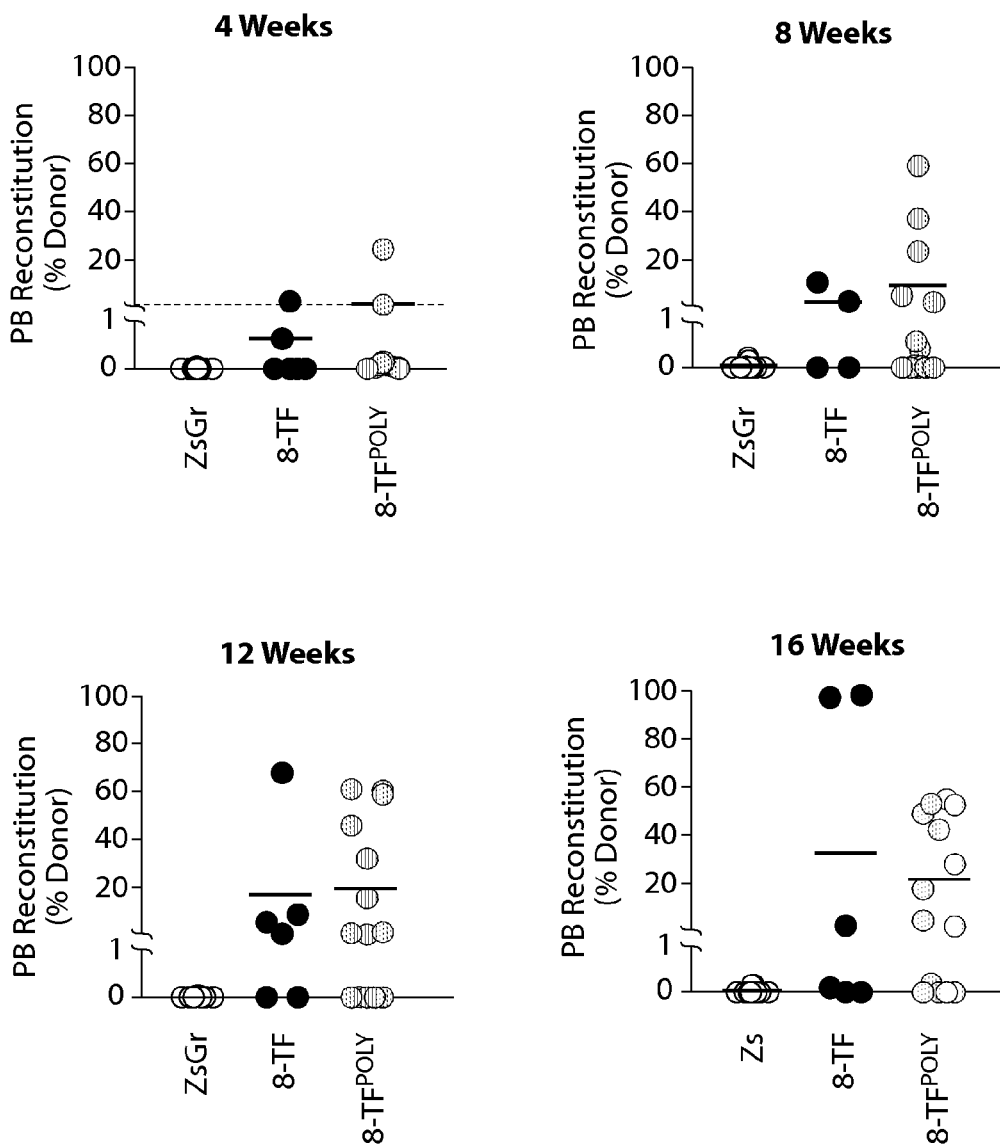 4 Weeks
PB Reconstitution
(% Donor)
100
80
60
40
20
1
0
ZsGr
8-TF
8-TFPOLY
8 Weeks
PB Reconstitution
(% Donor)
100
80
60
40
20
1
0
ZsGr
8-TF
8-TFPOLY
12 Weeks
PB Reconstitution
(% Donor)
100
80
60
40
20
1
0
ZsGr
8-TF
8-TFPOLY
16 Weeks
PB Reconstitution
(% Donor)
100
80
60
40
20
1
0
Zs
8-TF
8-TFPOLY